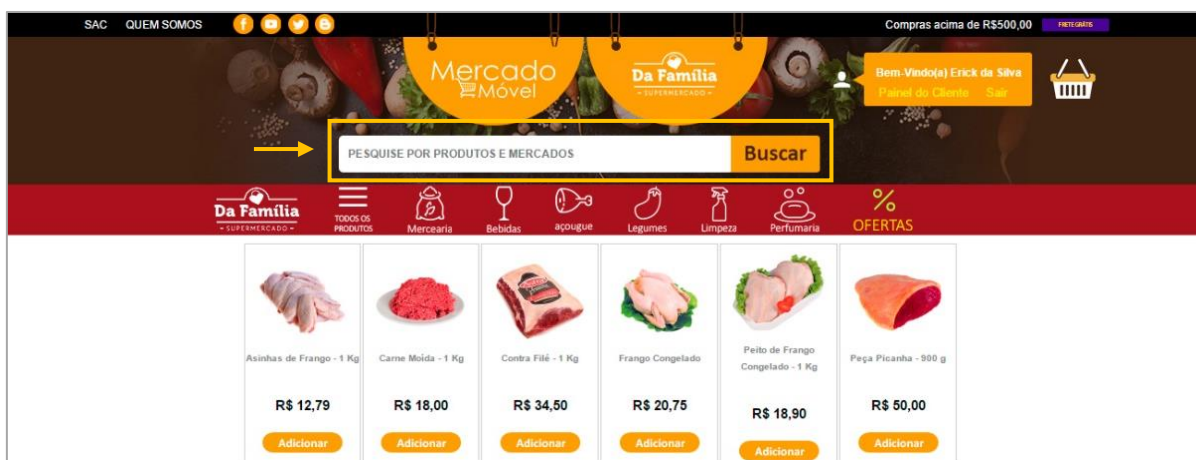 SAC QUEM SOMOS Compras acima de R$500,00 FRETE GRÁTIS
Mercado
Móvel
Da Família
- SUPERMERCADO -
Bem-Vindo(a) Erick da Silva
Painel do Cliente Sair
PESQUISE POR PRODUTOS E MERCADOS Buscar
Da Família
- SUPERMERCADO -
TODOS OS
PRODUTOS
Mercearia
Bebidas
açougue
Legumes
Limpeza
Perfumaria
%
OFERTAS
Asinhas de Frango - 1 Kg
R$ 12,79
Adicionar
Carne Moída - 1 Kg
R$ 18,00
Adicionar
Contra Filé - 1 Kg
R$ 34,50
Adicionar
Frango Congelado
R$ 20,75
Adicionar
Peito de Frango
Congelado - 1 Kg
R$ 18,90
Adicionar
Peça Picanha - 900 g
R$ 50,00
Adicionar